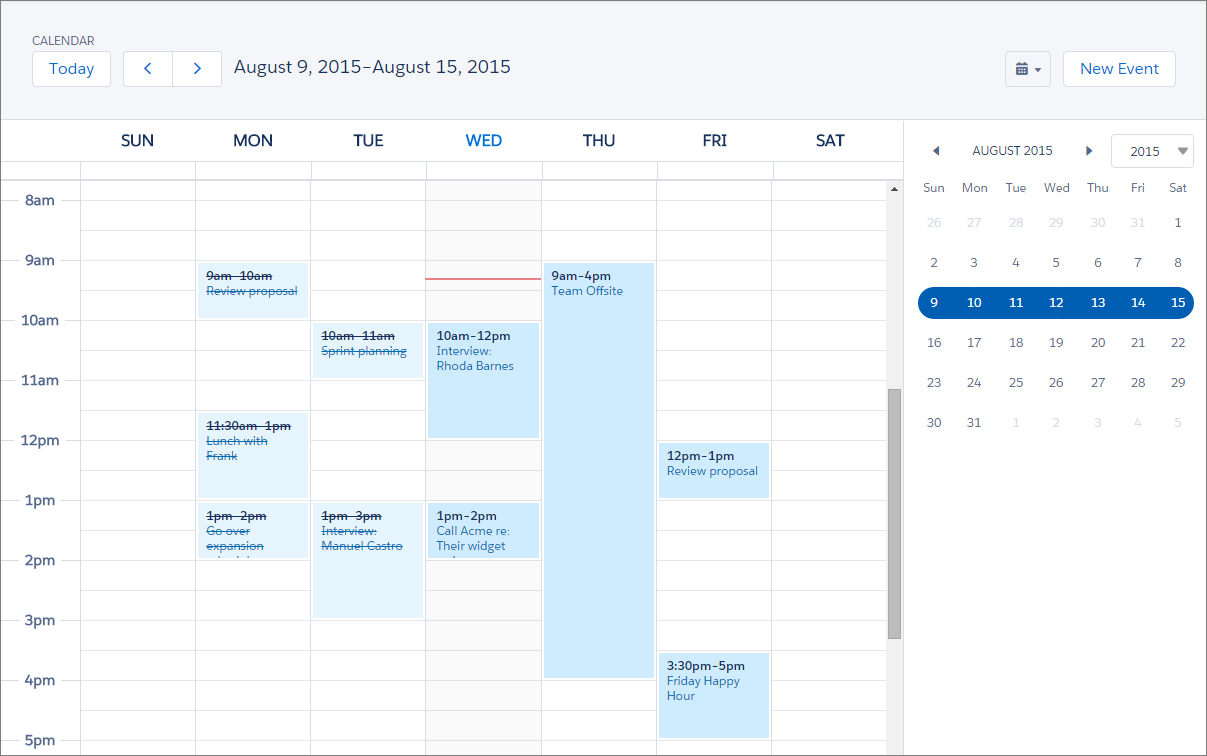 CALENDAR
Today
August 9, 2015–August 15, 2015
New Event
SUN MON TUE WED THU FRI SAT
8am
9am
10am
11am
12pm
1pm
2pm
3pm
4pm
5pm
9am–10am
Review proposal
11:30am–1pm
Lunch with
Frank
1pm–2pm
Go over
expansion
10am–11am
Sprint planning
1pm–3pm
Interview:
Manuel Castro
10am–12pm
Interview:
Rhoda Barnes
1pm–2pm
Call Acme re:
Their widget
9am–4pm
Team Offsite
12pm–1pm
Review proposal
3:30pm–5pm
Friday Happy
Hour
AUGUST 2015
2015
Sun Mon Tue Wed Thu Fri Sat
26 27 28 29 30 31 1
2 3 4 5 6 7 8
9 10 11 12 13 14 15
16 17 18 19 20 21 22
23 24 25 26 27 28 29
30 31 1 2 3 4 5